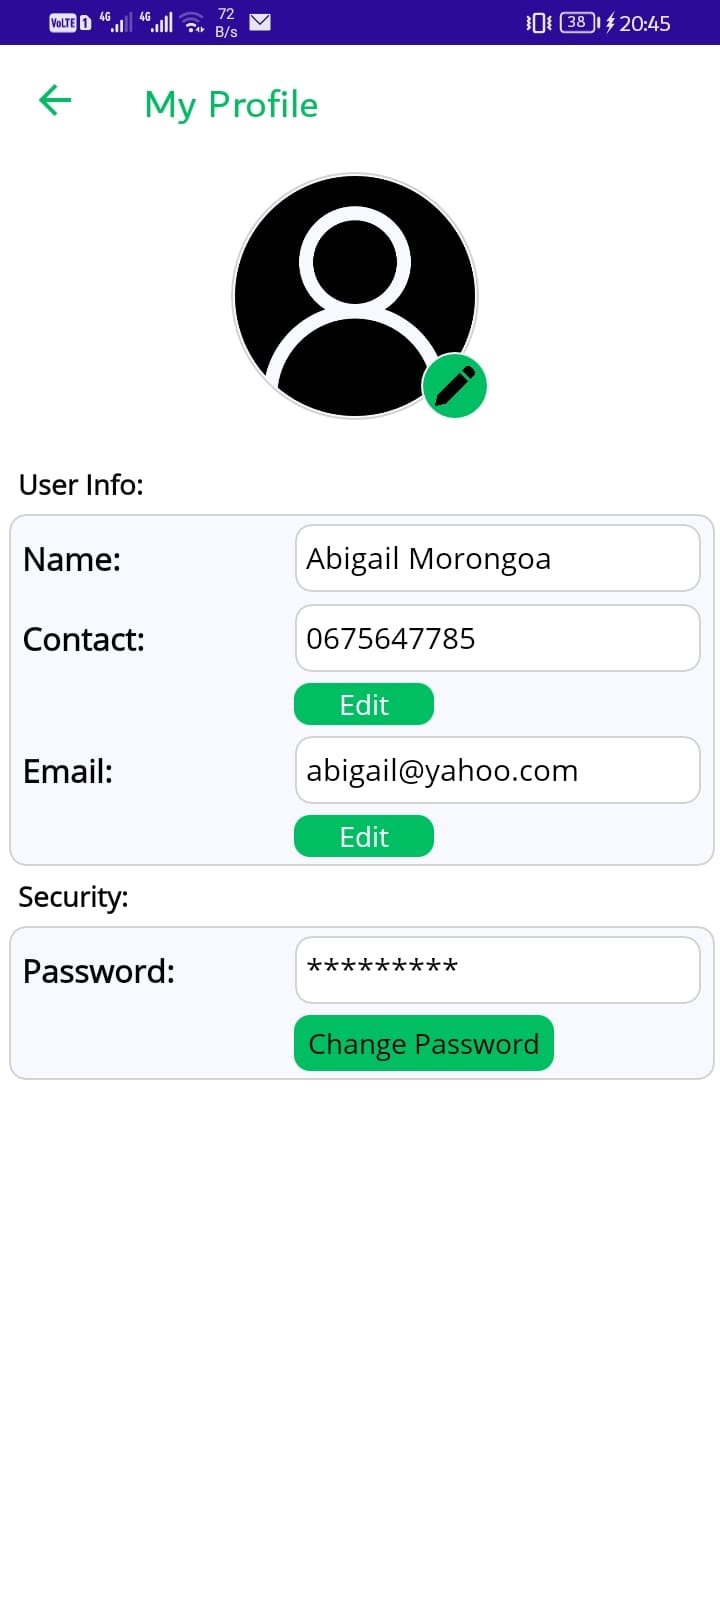 VoLTE 1 4G 4G 72 B/s 38 20:45
My Profile
User Info:
Name: Abigail Morongoa
Contact: 0675647785
Edit
Email: abigail@yahoo.com
Edit
Security:
Password: *********
Change Password